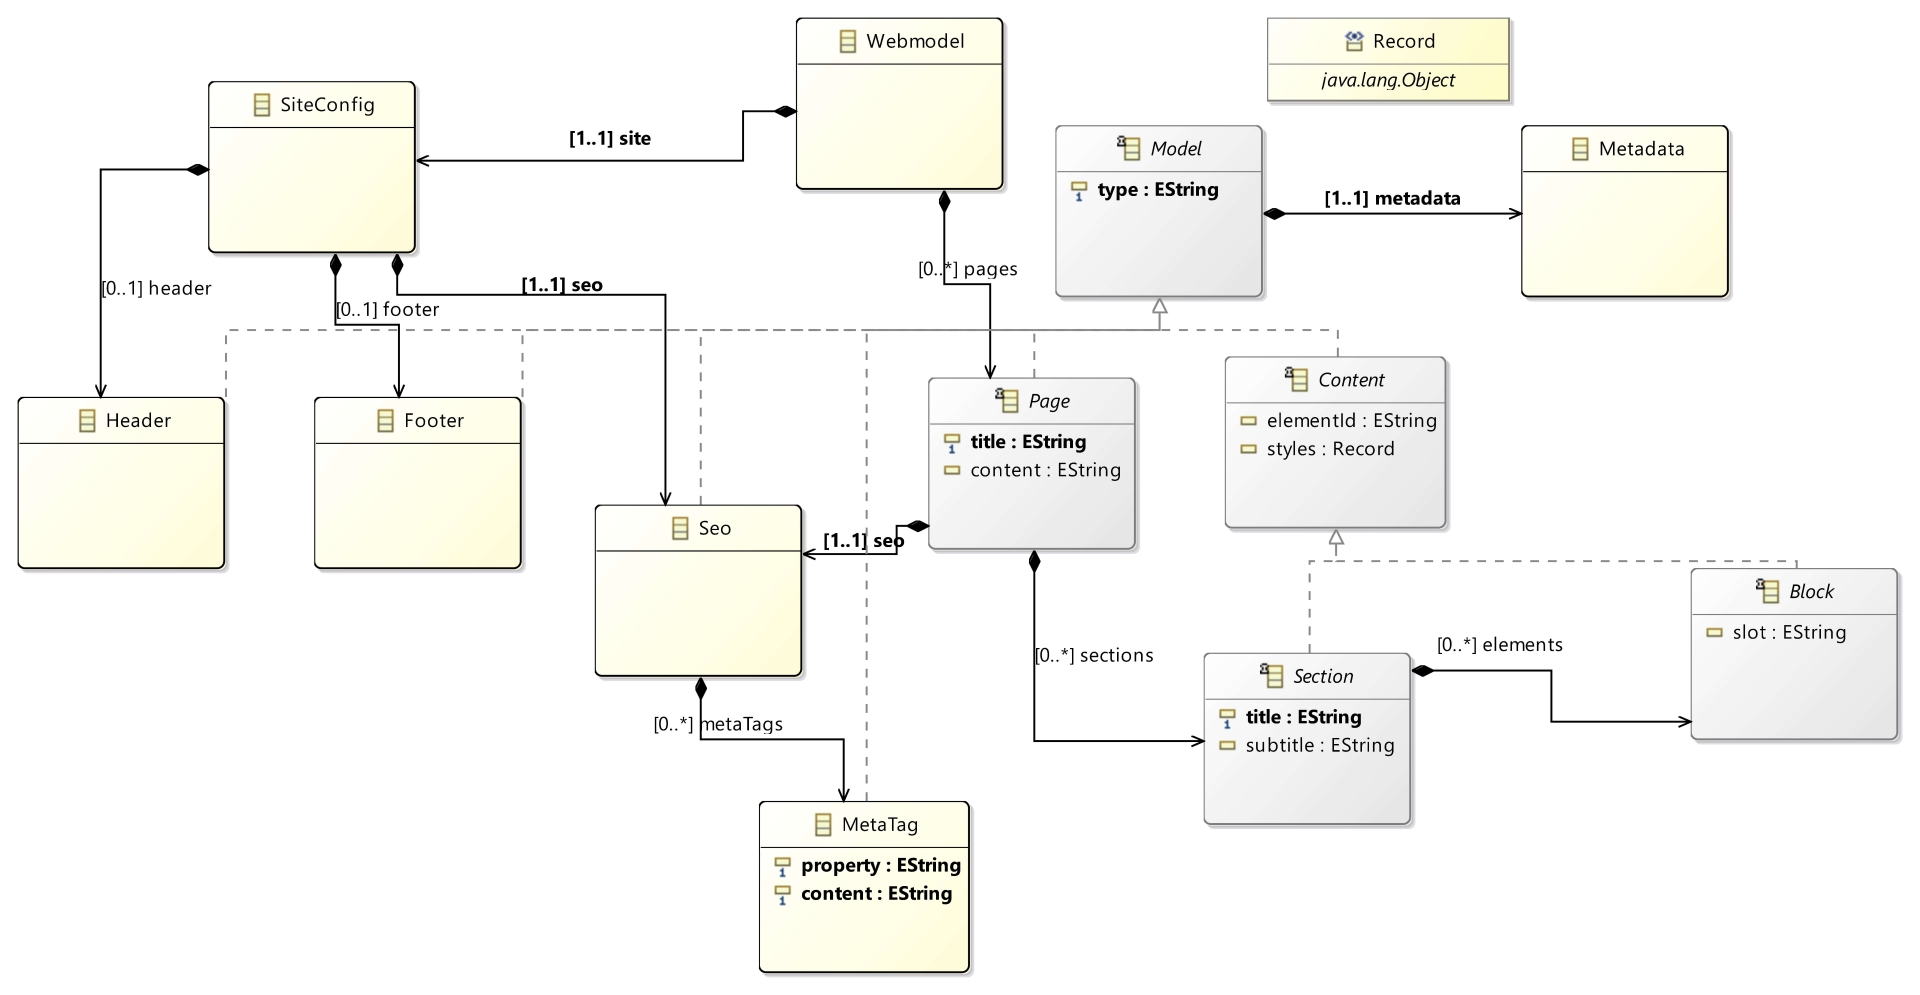 Webmodel
Record
java.lang.Object
SiteConfig
[1..1] site
Model
type : EString
[1..1] metadata
Metadata
[0..1] header
[0..1] footer
[1..1] seo
[0..*] pages
Header
Footer
Page
title : EString
content : EString
Content
elementId : EString
styles : Record
Seo
[1..1] seo
Block
slot : EString
[0..*] sections
[0..*] elements
Section
title : EString
subtitle : EString
[0..*] metaTags
MetaTag
1 property : EString
1 content : EString